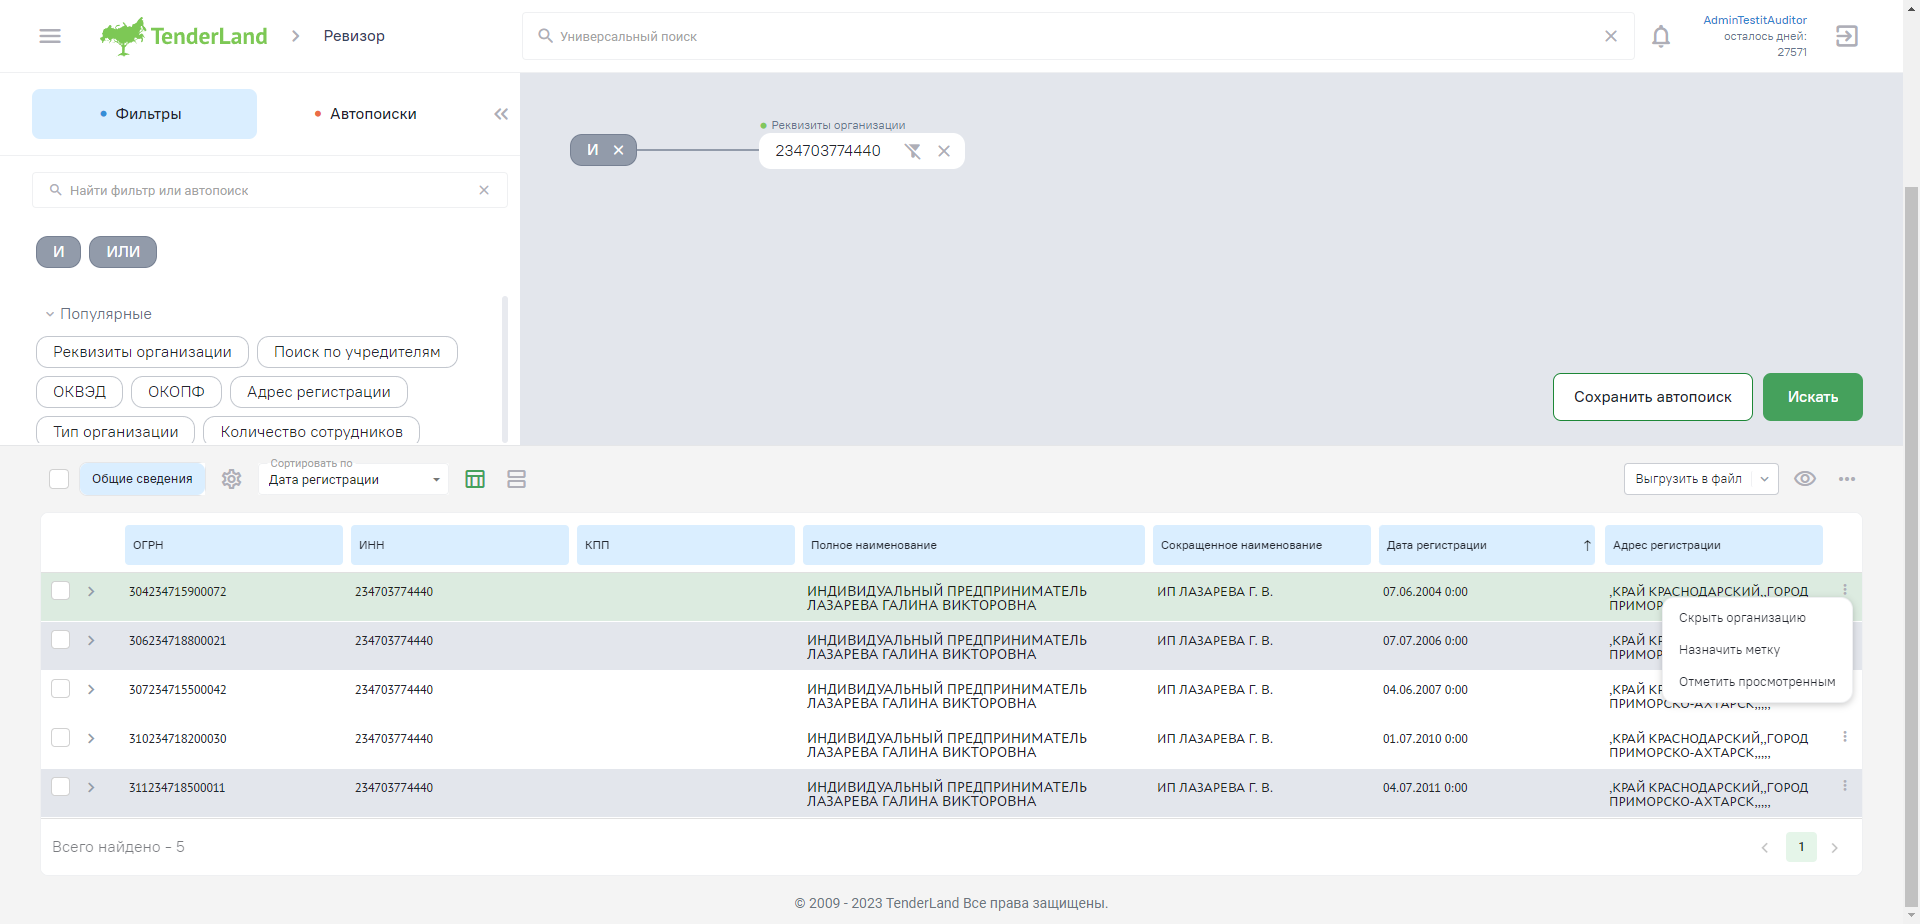 TenderLand
Ревизор
Универсальный поиск
AdminTestitAuditor
осталось дней:
27571
Фильтры
Автопоиски
Найти фильтр или автопоиск
И
ИЛИ
Популярные
Реквизиты организации
Поиск по учредителям
ОКВЭД
ОКОПФ
Адрес регистрации
Тип организации
Количество сотрудников
И
Реквизиты организации
234703774440
Сохранить автопоиск
Искать
Общие сведения
Сортировать по
Дата регистрации
Выгрузить в файл
ОГРН ИНН КПП Полное наименование Сокращенное наименование Дата регистрации Адрес регистрации
304234715900072 234703774440 ИНДИВИДУАЛЬНЫЙ ПРЕДПРИНИМАТЕЛЬ ИП ЛАЗАРЕВА Г. В. 07.06.2004 0:00 ,КРАЙ КРАСНОДАРСКИЙ,,ГОРОД
ЛАЗАРЕВА ГАЛИНА ВИКТОРОВНА ПРИМОР
306234718800021 234703774440 ИНДИВИДУАЛЬНЫЙ ПРЕДПРИНИМАТЕЛЬ ИП ЛАЗАРЕВА Г. В. 07.07.2006 0:00 ,КРАЙ КР
ЛАЗАРЕВА ГАЛИНА ВИКТОРОВНА ПРИМОР
307234715500042 234703774440 ИНДИВИДУАЛЬНЫЙ ПРЕДПРИНИМАТЕЛЬ ИП ЛАЗАРЕВА Г. В. 04.06.2007 0:00 ,КРАЙ КР
ЛАЗАРЕВА ГАЛИНА ВИКТОРОВНА ПРИМОРСКО-АХТАРСК,,,,,
310234718200030 234703774440 ИНДИВИДУАЛЬНЫЙ ПРЕДПРИНИМАТЕЛЬ ИП ЛАЗАРЕВА Г. В. 01.07.2010 0:00 ,КРАЙ КРАСНОДАРСКИЙ,,ГОРОД
ЛАЗАРЕВА ГАЛИНА ВИКТОРОВНА ПРИМОРСКО-АХТАРСК,,,,,
311234718500011 234703774440 ИНДИВИДУАЛЬНЫЙ ПРЕДПРИНИМАТЕЛЬ ИП ЛАЗАРЕВА Г. В. 04.07.2011 0:00 ,КРАЙ КРАСНОДАРСКИЙ,,ГОРОД
ЛАЗАРЕВА ГАЛИНА ВИКТОРОВНА ПРИМОРСКО-АХТАРСК,,,,,
Скрыть организацию
Назначить метку
Отметить просмотренным
Всего найдено - 5
1
© 2009 - 2023 TenderLand Все права защищены.